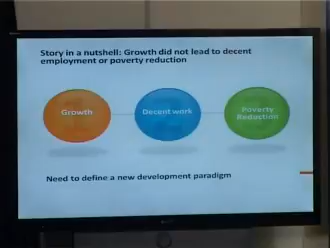 Story in a nutshell: Growth did not lead to decent
employment or poverty reduction
Growth
Decent work
Poverty
Reduction
Need to define a new development paradigm